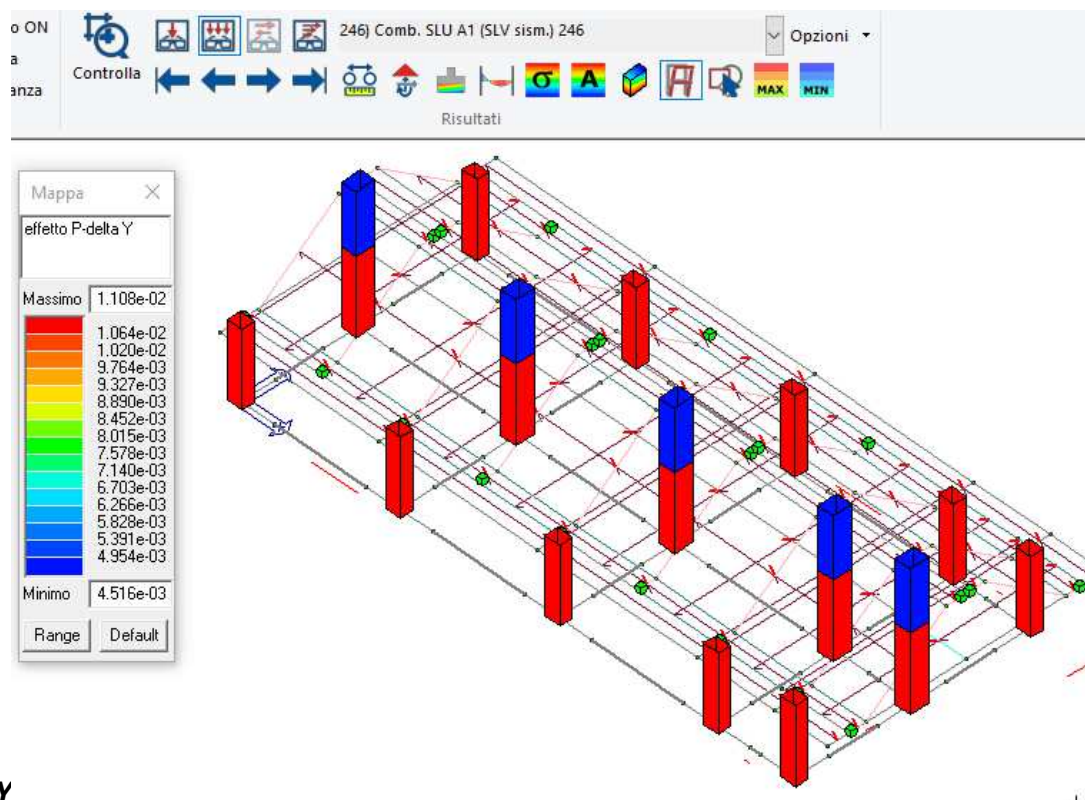 o ON
a
anza
Controlla
246) Comb. SLU A1 (SLV sism.) 246
Opzioni
σ
A
MAX
MIN
Risultati
Mappa
effetto P-delta Y
Massimo 1.108e-02
1.064e-02
1.020e-02
9.764e-03
9.327e-03
8.890e-03
8.452e-03
8.015e-03
7.578e-03
7.140e-03
6.703e-03
6.266e-03
5.828e-03
5.391e-03
4.954e-03
Minimo 4.516e-03
Range Default
Y